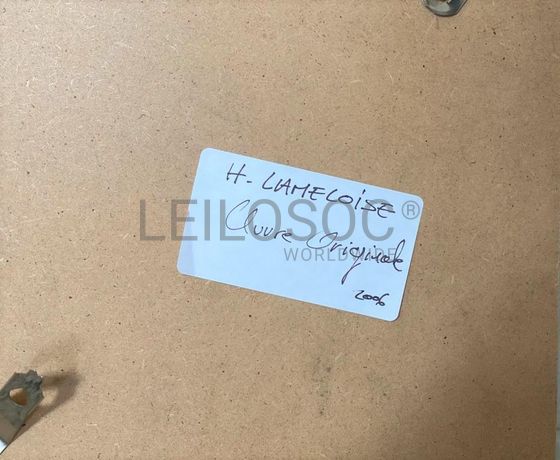 H. LAMELOISE
LEILOSOC®
Œuvre Originale
WORLDWIDE
2006